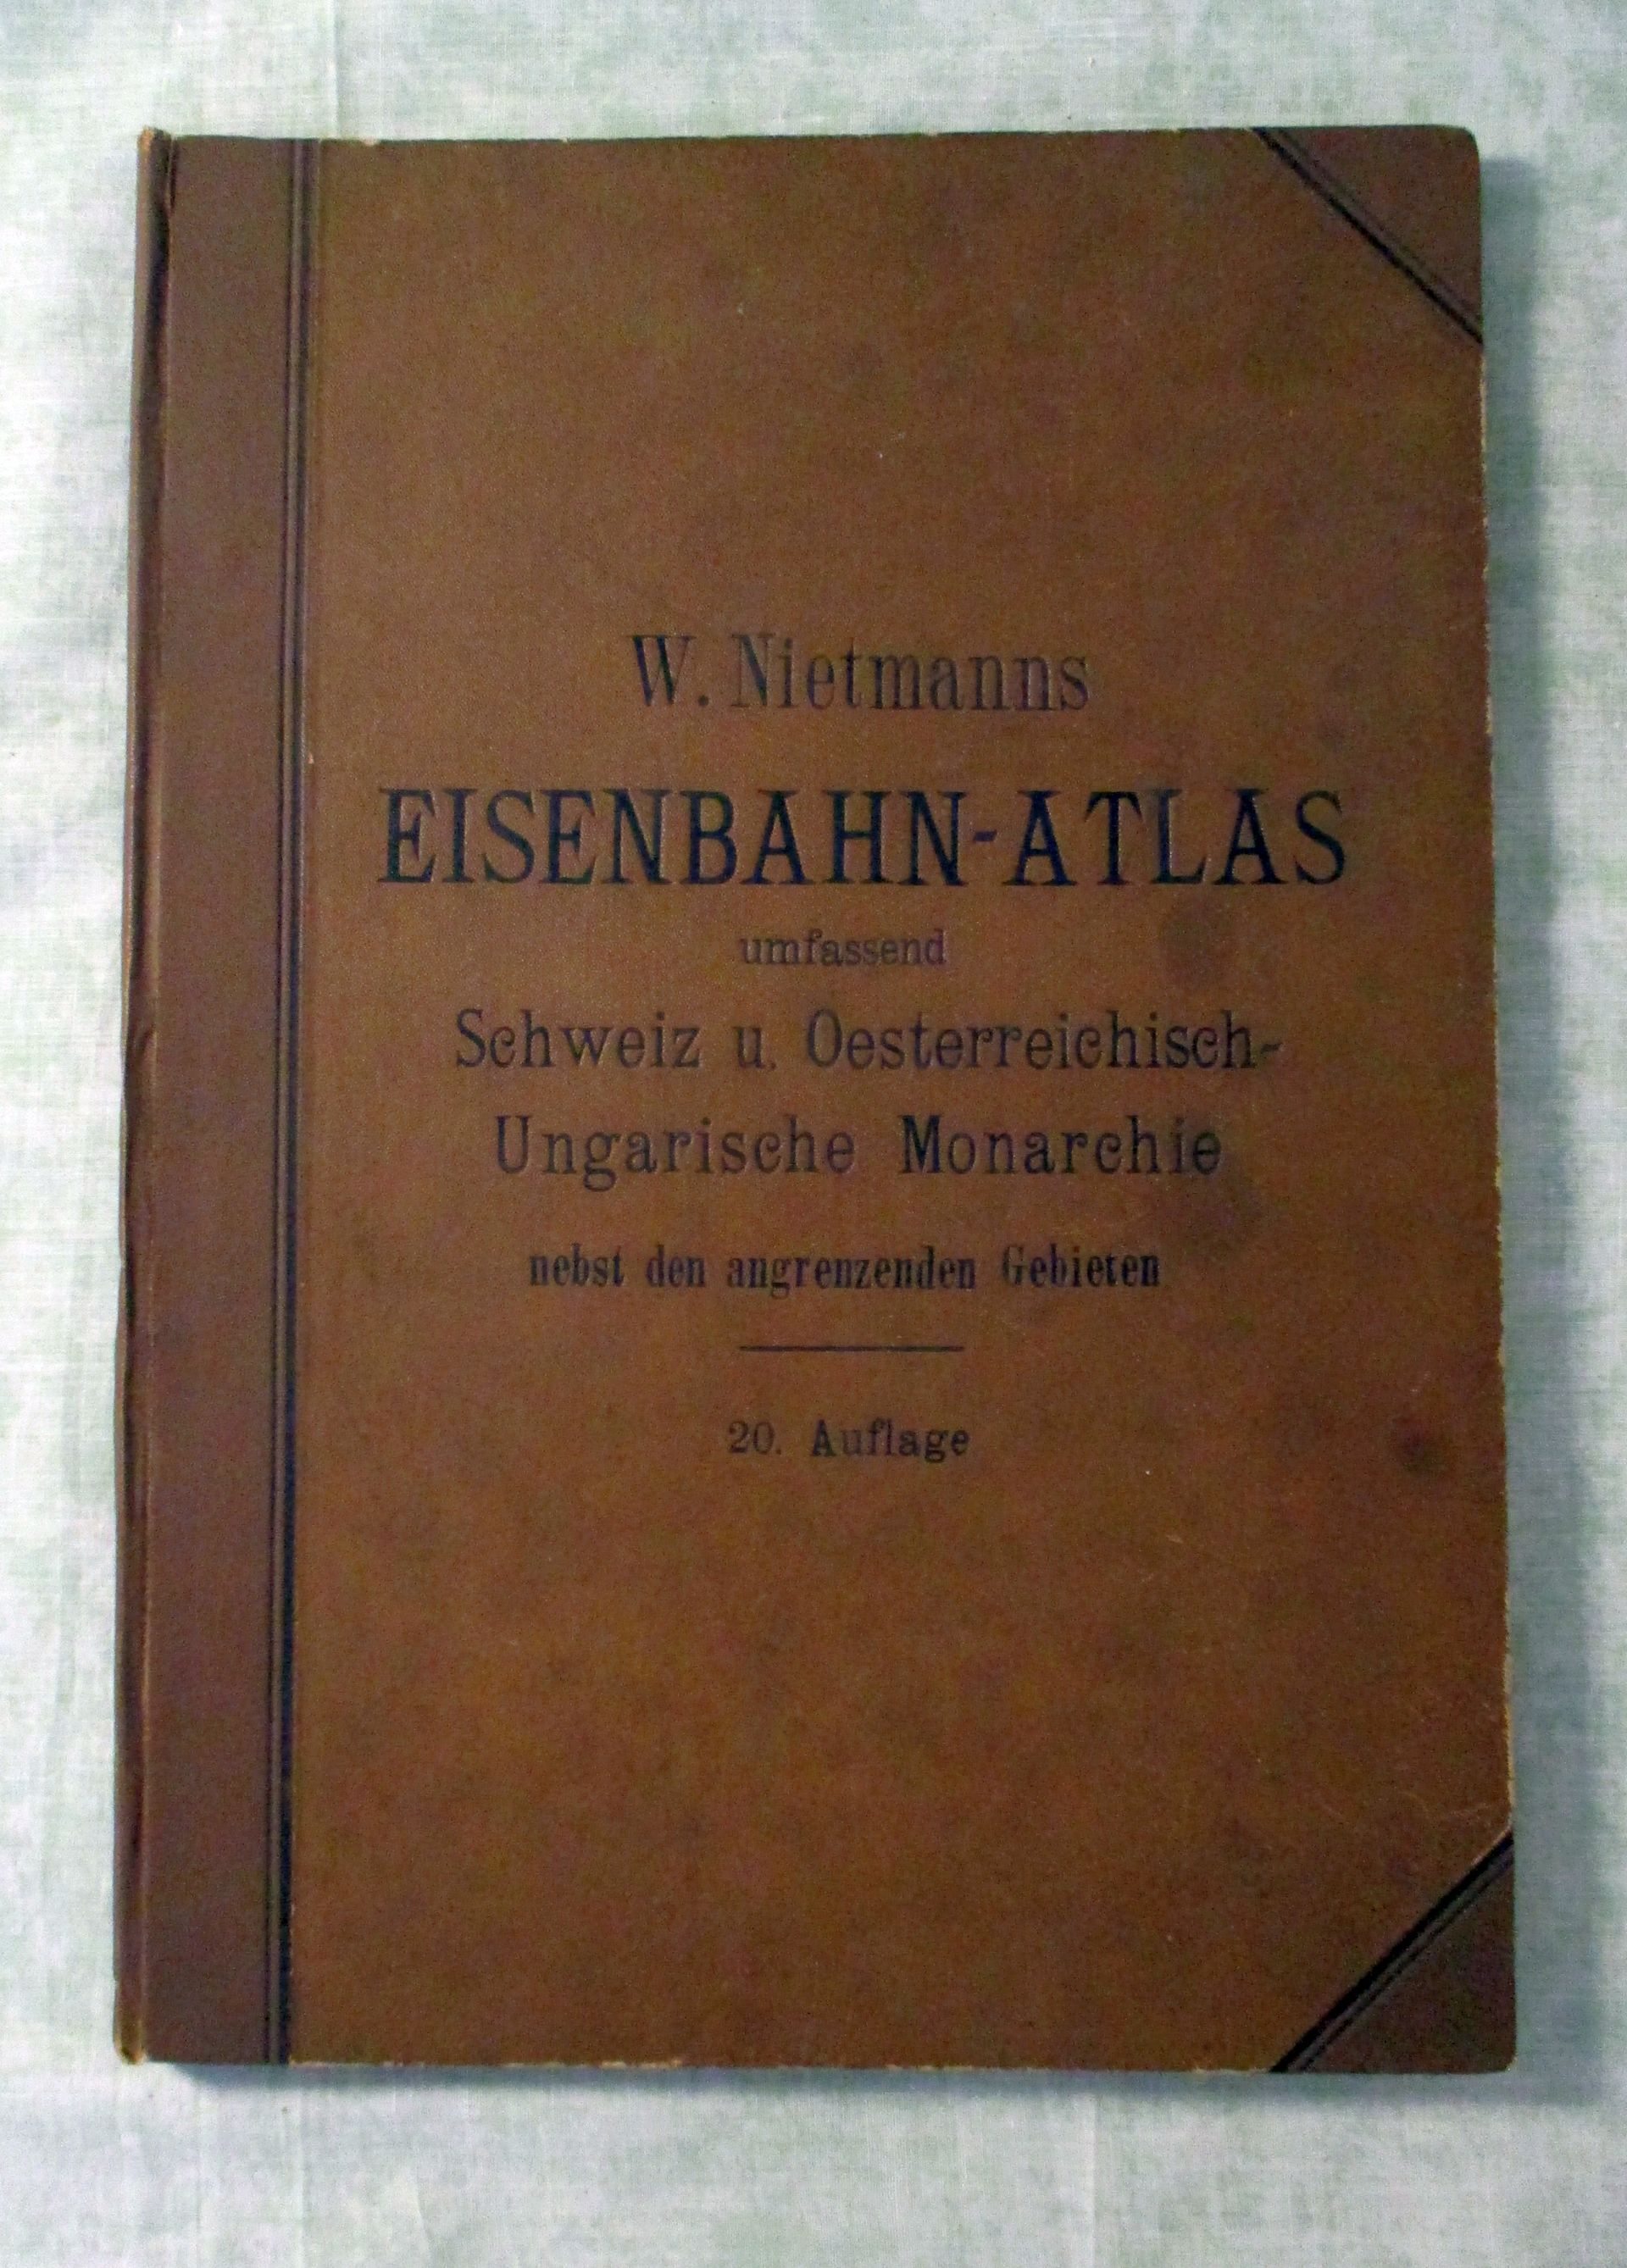 W. Nietmanns
EISENBAHN-ATLAS
umfassend
Schweiz u. Oesterreichisch-
Ungarische Monarchie
nebst den angrenzenden Gebieten
20. Auflage